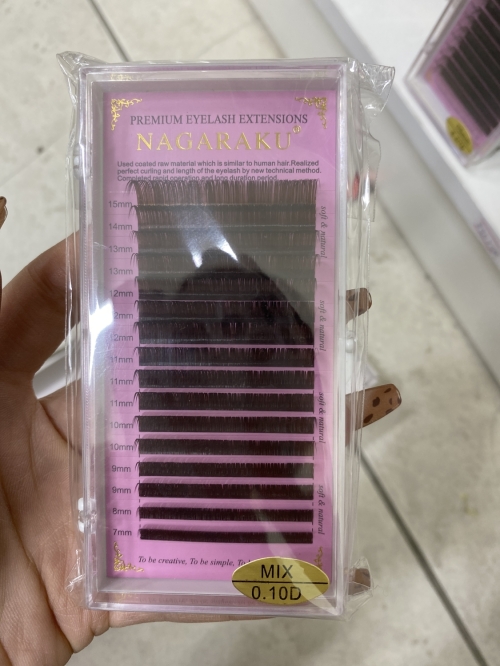 PREMIUM EYELASH EXTENSIONS
NAGARAKU
Used coated raw material which is similar to human hair.Realized
perfect curling and length of the eyelash by new technical method.
Completed rapid operation and long duration period.
15mm
14mm
13mm
13mm
12mm
12mm
12mm
11mm
11mm
11mm
10mm
10mm
9mm
9mm
8mm
7mm
soft & natural
soft & natural
soft & natural
soft & natural
To be creative, To be simple, To
MIX
0.10D